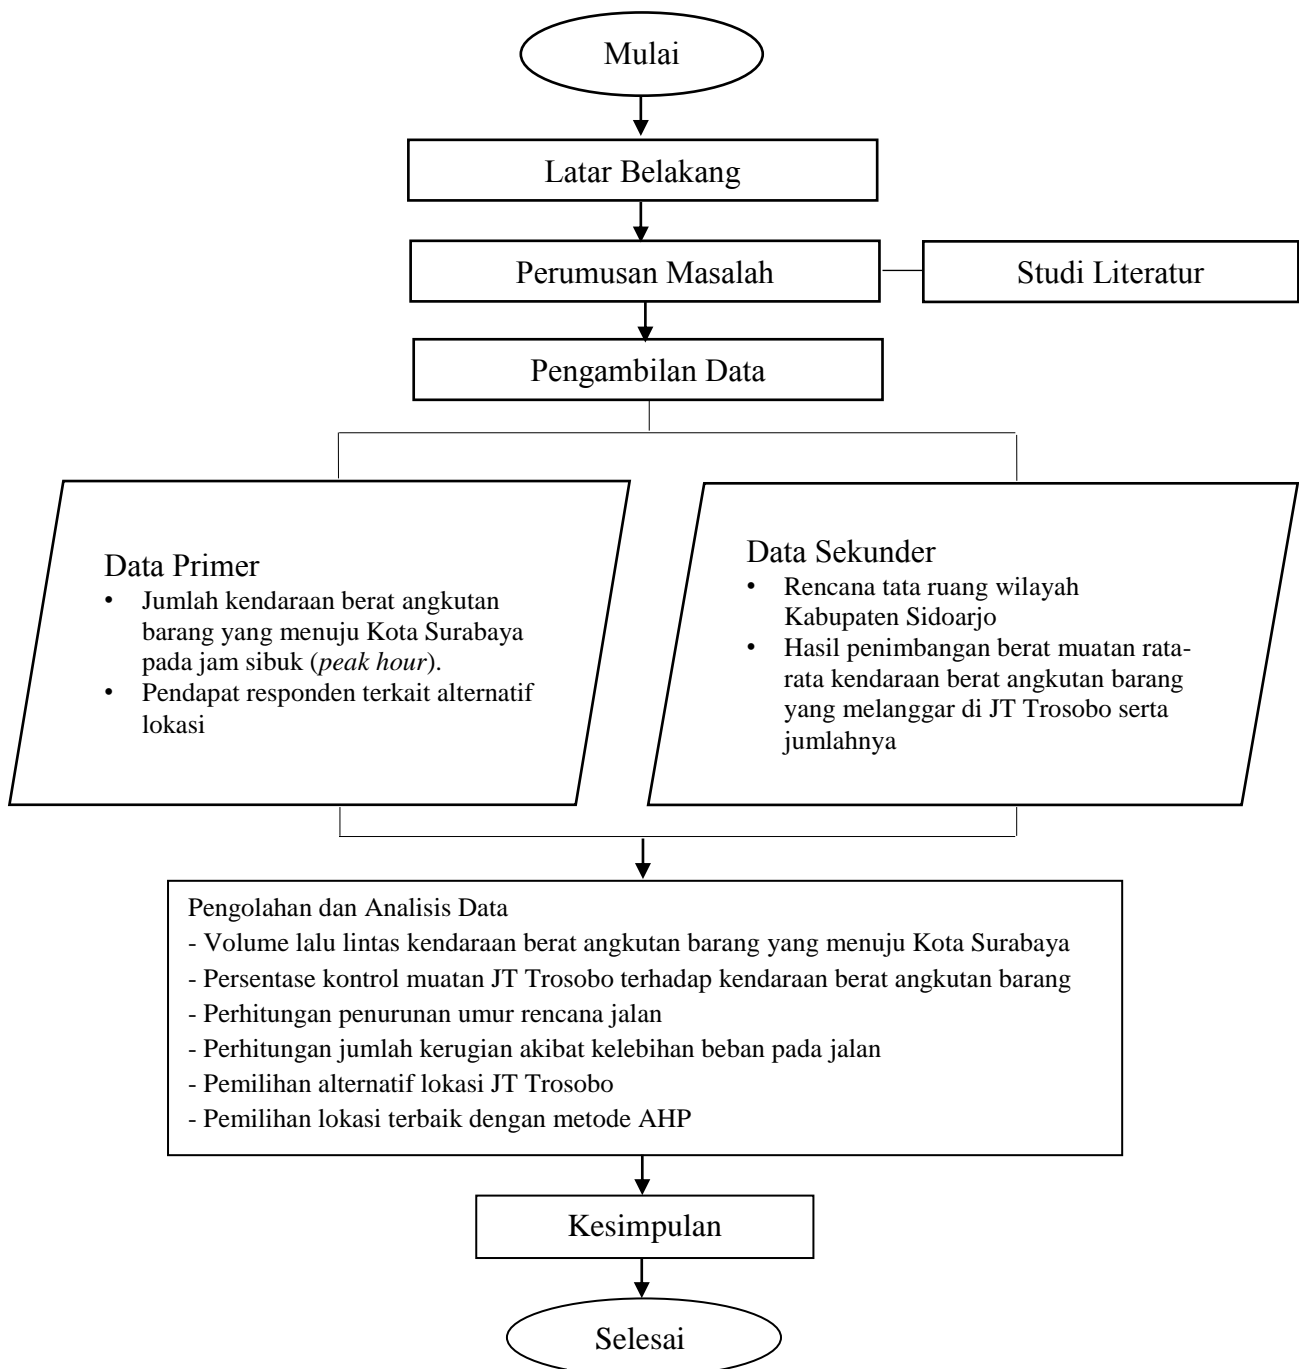 Mulai
Latar Belakang
Perumusan Masalah
Studi Literatur
Pengambilan Data
Data Primer
• Jumlah kendaraan berat angkutan
barang yang menuju Kota Surabaya
pada jam sibuk (peak hour).
• Pendapat responden terkait alternatif
lokasi
Data Sekunder
• Rencana tata ruang wilayah
Kabupaten Sidoarjo
• Hasil penimbangan berat muatan rata-
rata kendaraan berat angkutan barang
yang melanggar di JT Trosobo serta
jumlahnya
Pengolahan dan Analisis Data
- Volume lalu lintas kendaraan berat angkutan barang yang menuju Kota Surabaya
- Persentase kontrol muatan JT Trosobo terhadap kendaraan berat angkutan barang
- Perhitungan penurunan umur rencana jalan
- Perhitungan jumlah kerugian akibat kelebihan beban pada jalan
- Pemilihan alternatif lokasi JT Trosobo
- Pemilihan lokasi terbaik dengan metode AHP
Kesimpulan
Selesai